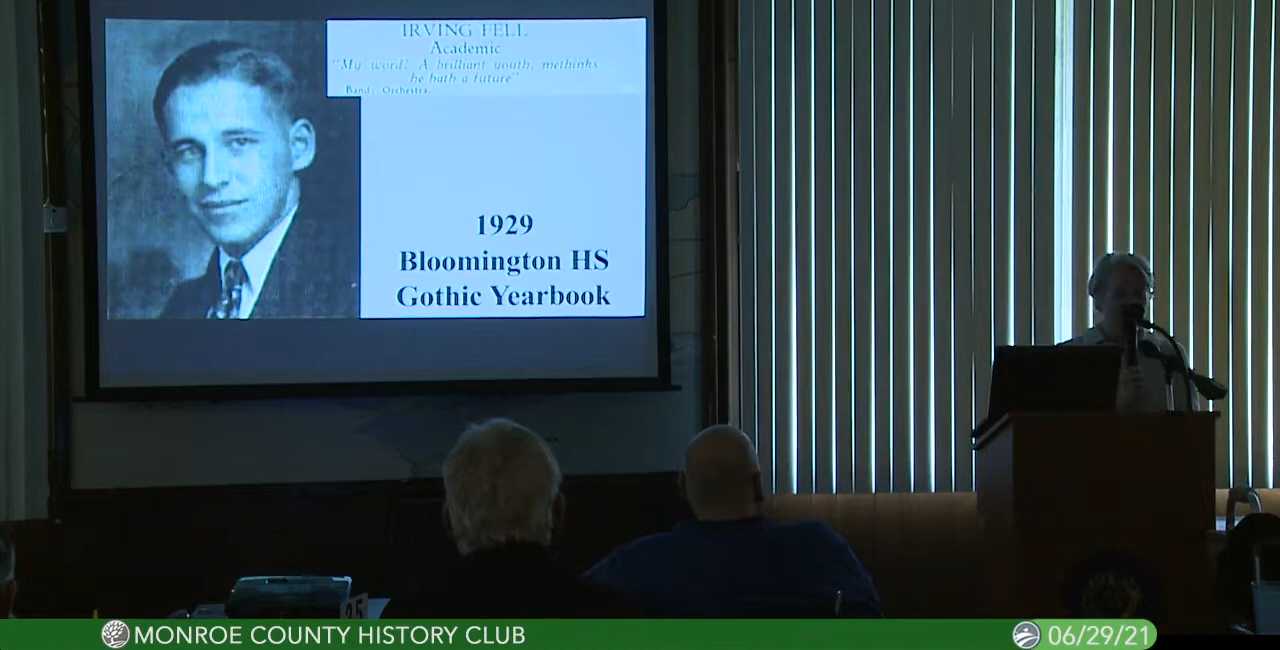 IRVING FELL
Academic
"My word! A brilliant youth, methinks
he hath a future"
Band; Orchestra.
1929
Bloomington HS
Gothic Yearbook
MONROE COUNTY HISTORY CLUB
06/29/21